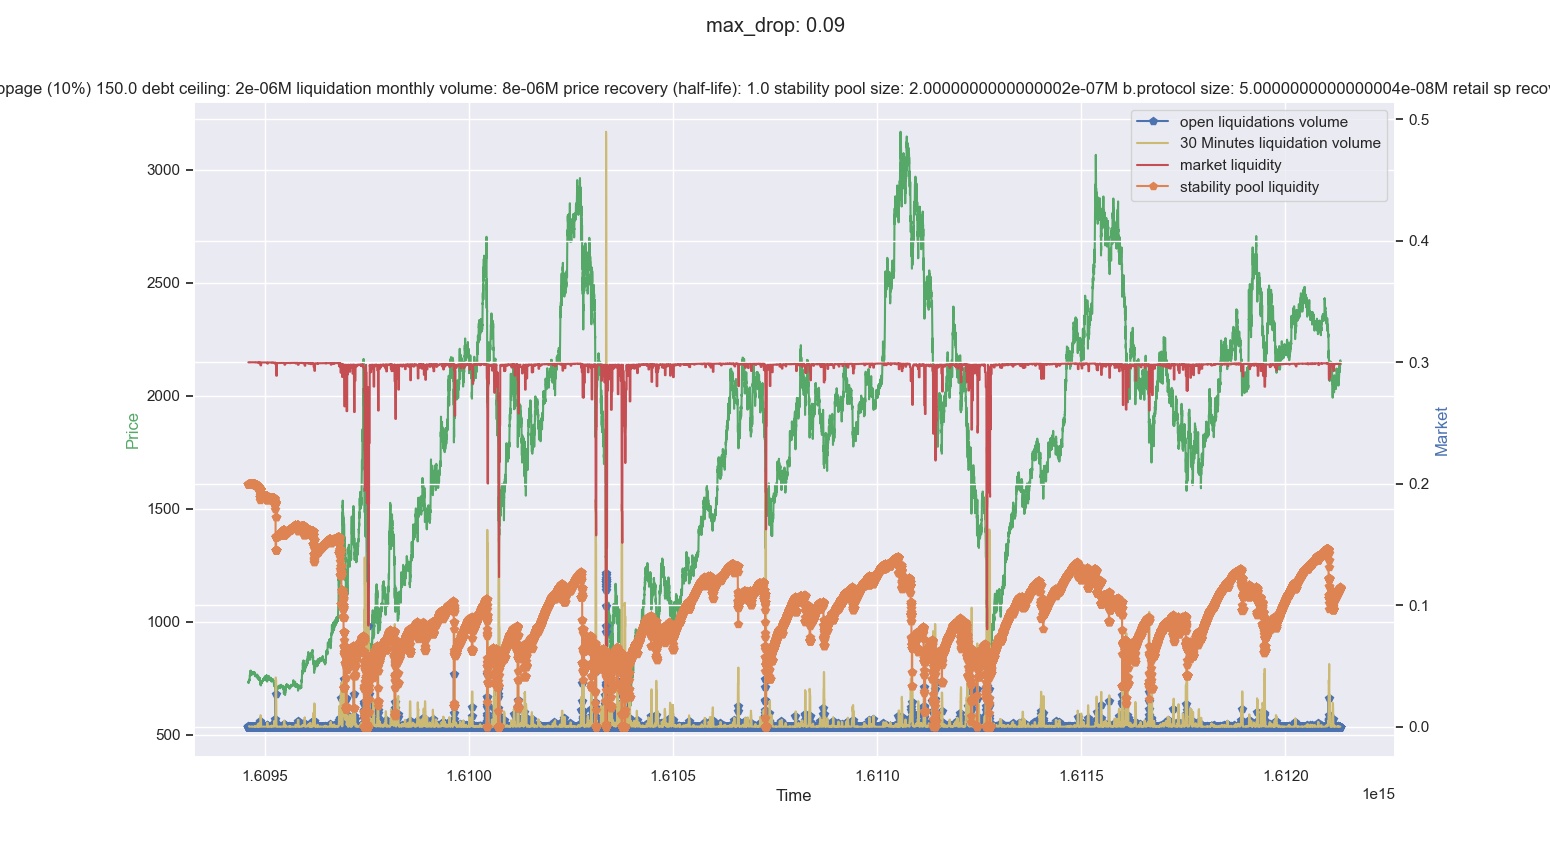 max_drop: 0.09
(10%) 150.0 debt ceiling: 2e-06M liquidation monthly volume: 8e-06M price recovery (half-life): 1.0 stability pool size: 2.0000000000000002e-07M b.protocol size: 5.0000000000000004e-08M retail sp
open liquidations volume
30 Minutes liquidation volume
market liquidity
stability pool liquidity
3000
2500
2000
1500
1000
500
Price
0.5
0.4
0.3
0.2
0.1
0.0
Market
1.6095
1.6100
1.6105
1.6110
1.6115
1.6120
1e15
Time